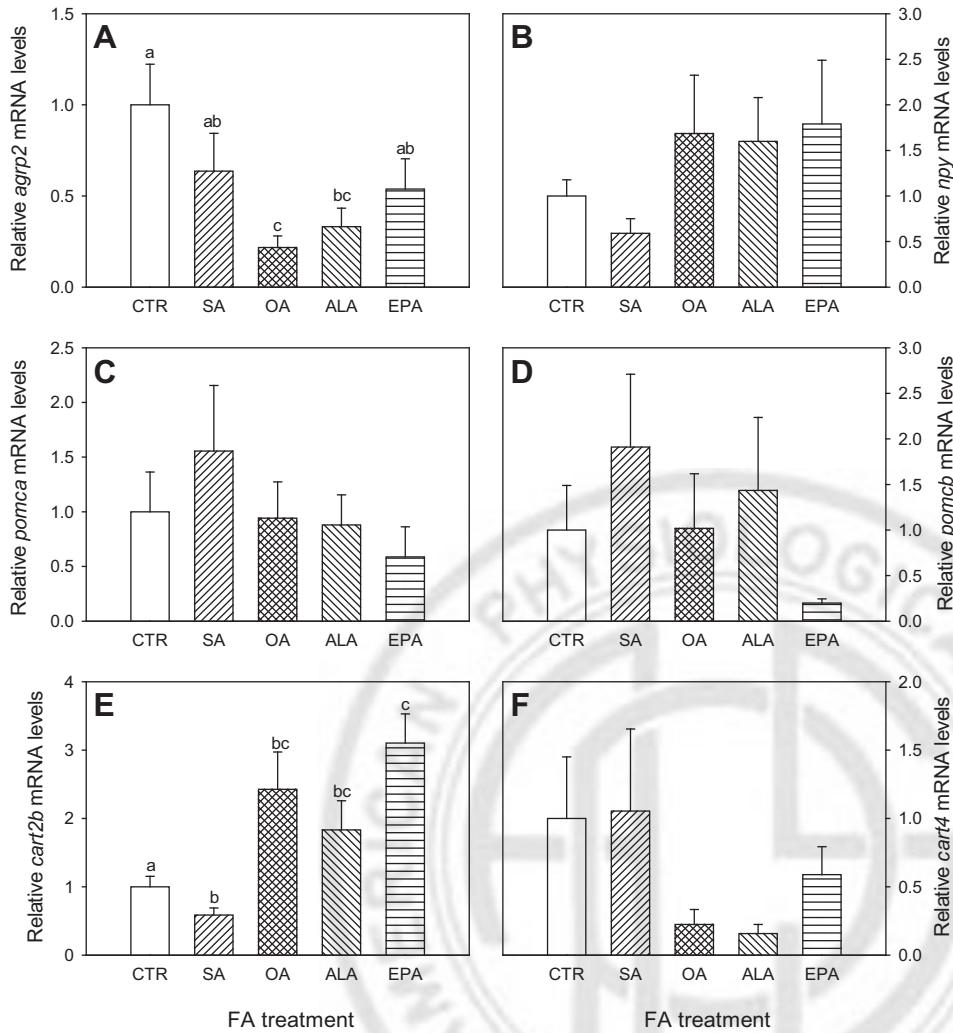 A
Relative agrp2 mRNA levels
1.5
1.0
0.5
0.0
a
ab
c
bc
ab
CTR SA OA ALA EPA
B
Relative npy mRNA levels
3.0
2.5
2.0
1.5
1.0
0.5
0.0
CTR SA OA ALA EPA
C
Relative pomca mRNA levels
2.5
2.0
1.5
1.0
0.5
0.0
CTR SA OA ALA EPA
D
Relative pomcb mRNA levels
3.0
2.5
2.0
1.5
1.0
0.5
0.0
CTR SA OA ALA EPA
E
Relative cart2b mRNA levels
4
3
2
1
0
a
b
bc
bc
c
CTR SA OA ALA EPA
FA treatment
F
Relative cart4 mRNA levels
2.0
1.5
1.0
0.5
0.0
CTR SA OA ALA EPA
FA treatment